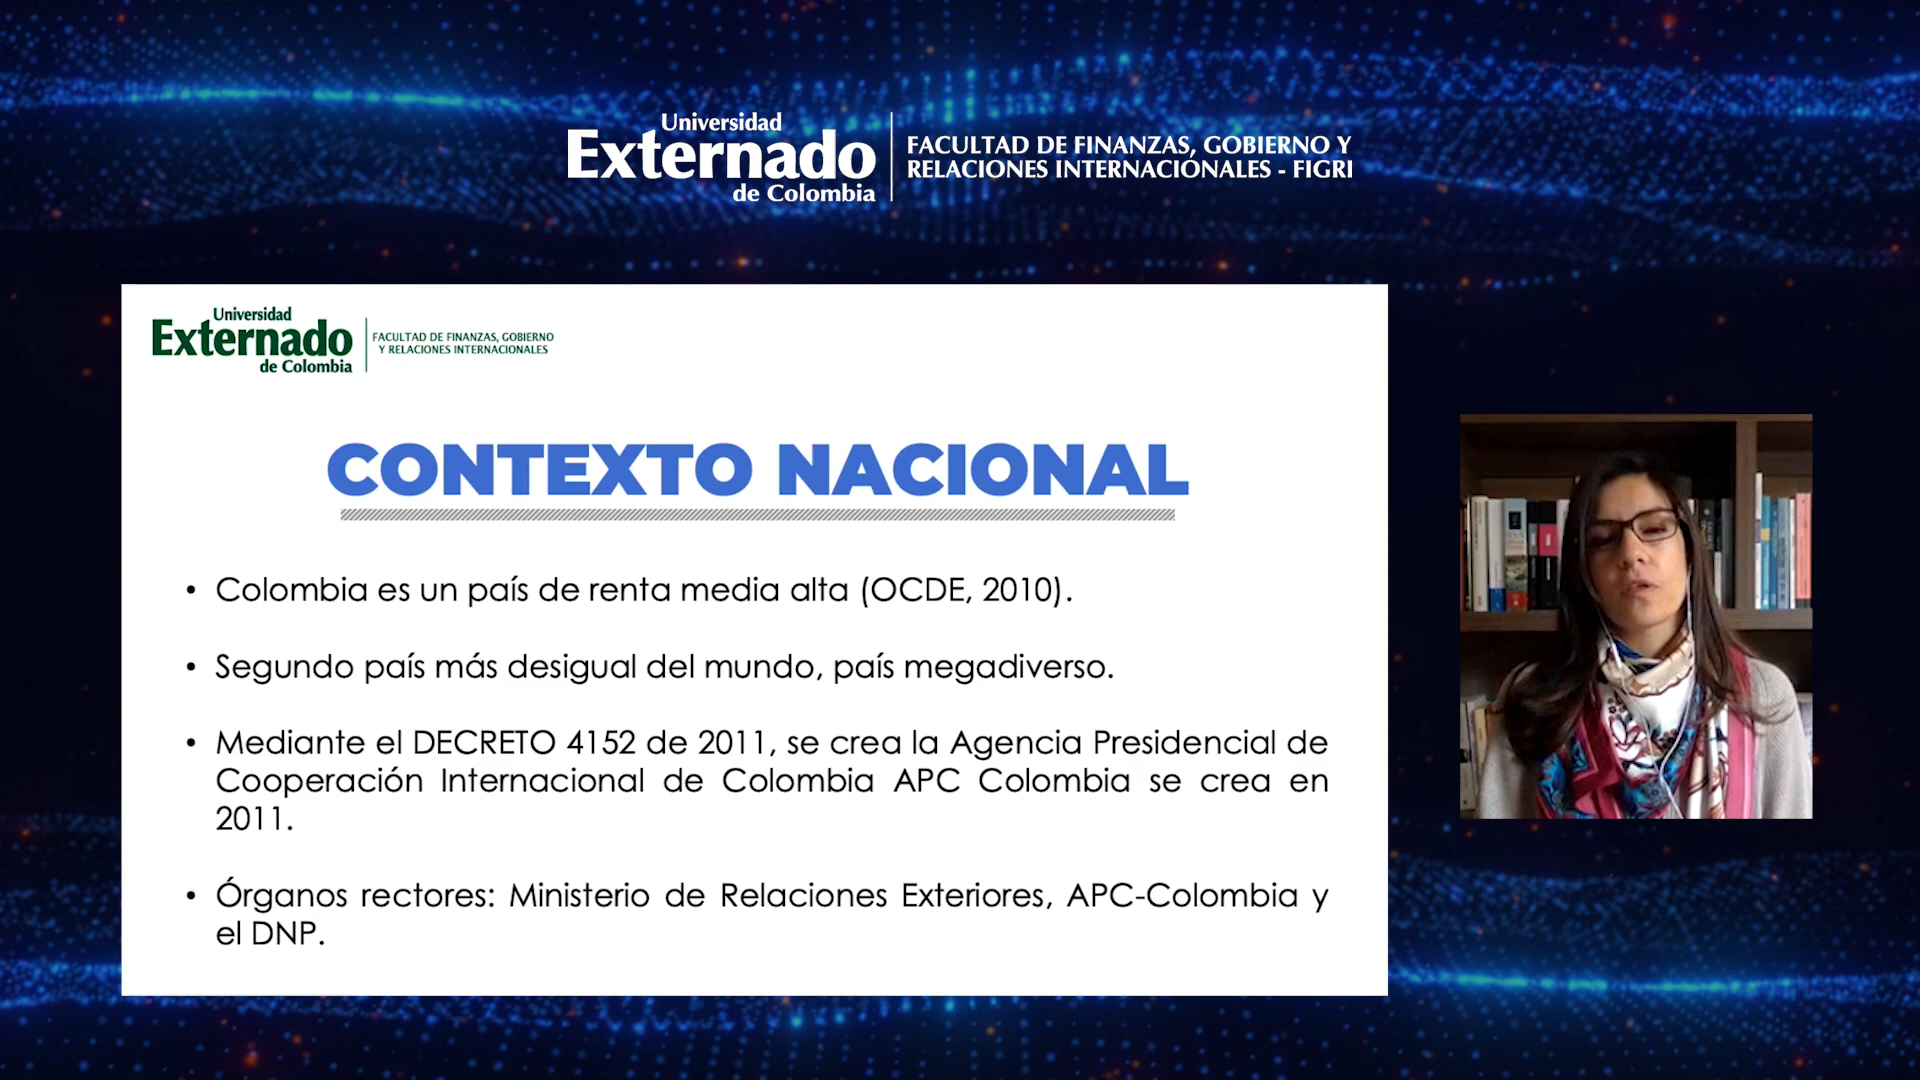 Universidad
Externado
de Colombia
FACULTAD DE FINANZAS, GOBIERNO Y
RELACIONES INTERNACIONALES - FIGRI
Universidad
Externado
de Colombia
FACULTAD DE FINANZAS, GOBIERNO
Y RELACIONES INTERNACIONALES
CONTEXTO NACIONAL
• Colombia es un país de renta media alta (OCDE, 2010).
• Segundo país más desigual del mundo, país megadiverso.
• Mediante el DECRETO 4152 de 2011, se crea la Agencia Presidencial de
Cooperación Internacional de Colombia APC Colombia se crea en
2011.
• Órganos rectores: Ministerio de Relaciones Exteriores, APC-Colombia y
el DNP.